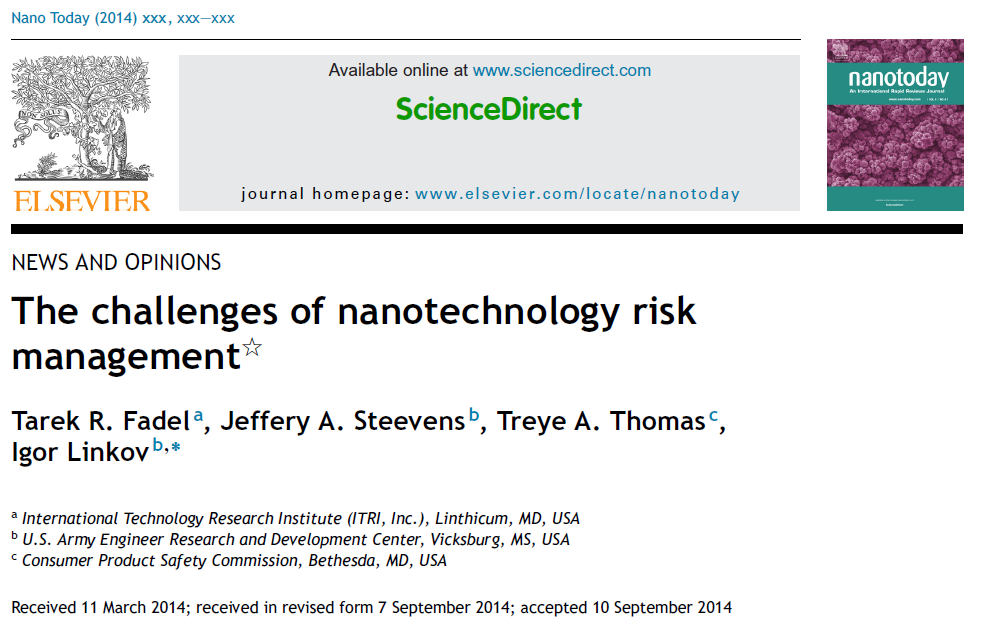 Nano Today (2014) xxx, xxx—xxx
Available online at www.sciencedirect.com
ScienceDirect
journal homepage: www.elsevier.com/locate/nanotoday
ELSEVIER
nanotoday
An International Rapid Reviews Journal
NEWS AND OPINIONS
The challenges of nanotechnology risk
management☆
Tarek R. Fadel a, Jeffery A. Steevens b, Treye A. Thomas c,
Igor Linkov b,*
a International Technology Research Institute (ITRI, Inc.), Linthicum, MD, USA
b U.S. Army Engineer Research and Development Center, Vicksburg, MS, USA
c Consumer Product Safety Commission, Bethesda, MD, USA
Received 11 March 2014; received in revised form 7 September 2014; accepted 10 September 2014